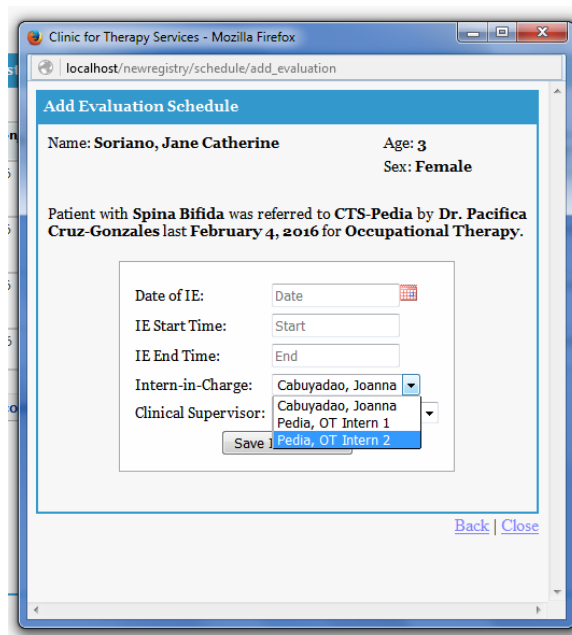 Clinic for Therapy Services - Mozilla Firefox
localhost/newregistry/schedule/add_evaluation
Add Evaluation Schedule
Name: Soriano, Jane Catherine Age: 3
Sex: Female
Patient with Spina Bifida was referred to CTS-Pedia by Dr. Pacifica
Cruz-Gonzales last February 4, 2016 for Occupational Therapy.
Date of IE: Date
IE Start Time: Start
IE End Time: End
Intern-in-Charge: Cabuyadao, Joanna
Cabuyadao, Joanna
Clinical Supervisor:
Pedia, OT Intern 1
Pedia, OT Intern 2
Save
Back | Close